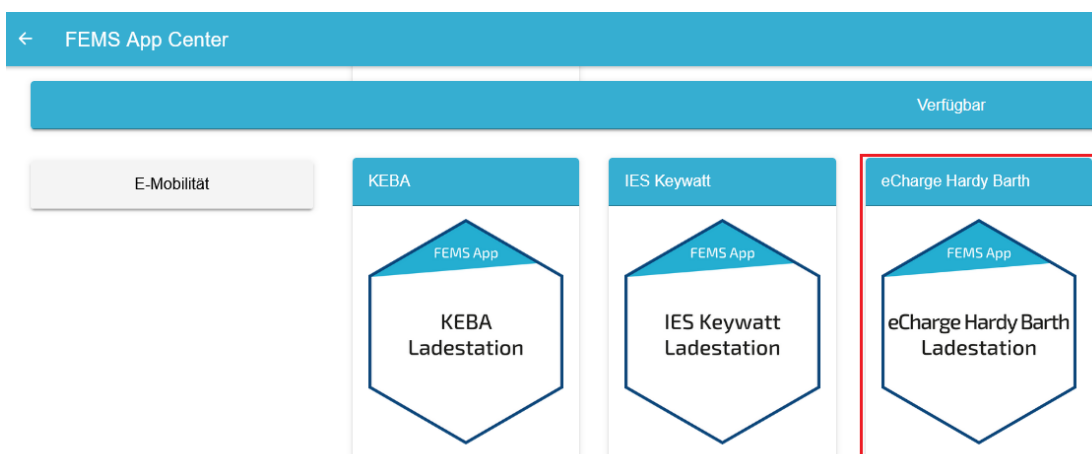 FEMS App Center
Verfügbar
E-Mobilität
KEBA
IES Keywatt
eCharge Hardy Barth
FEMS App
KEBA
Ladestation
FEMS App
IES Keywatt
Ladestation
FEMS App
eCharge Hardy Barth
Ladestation